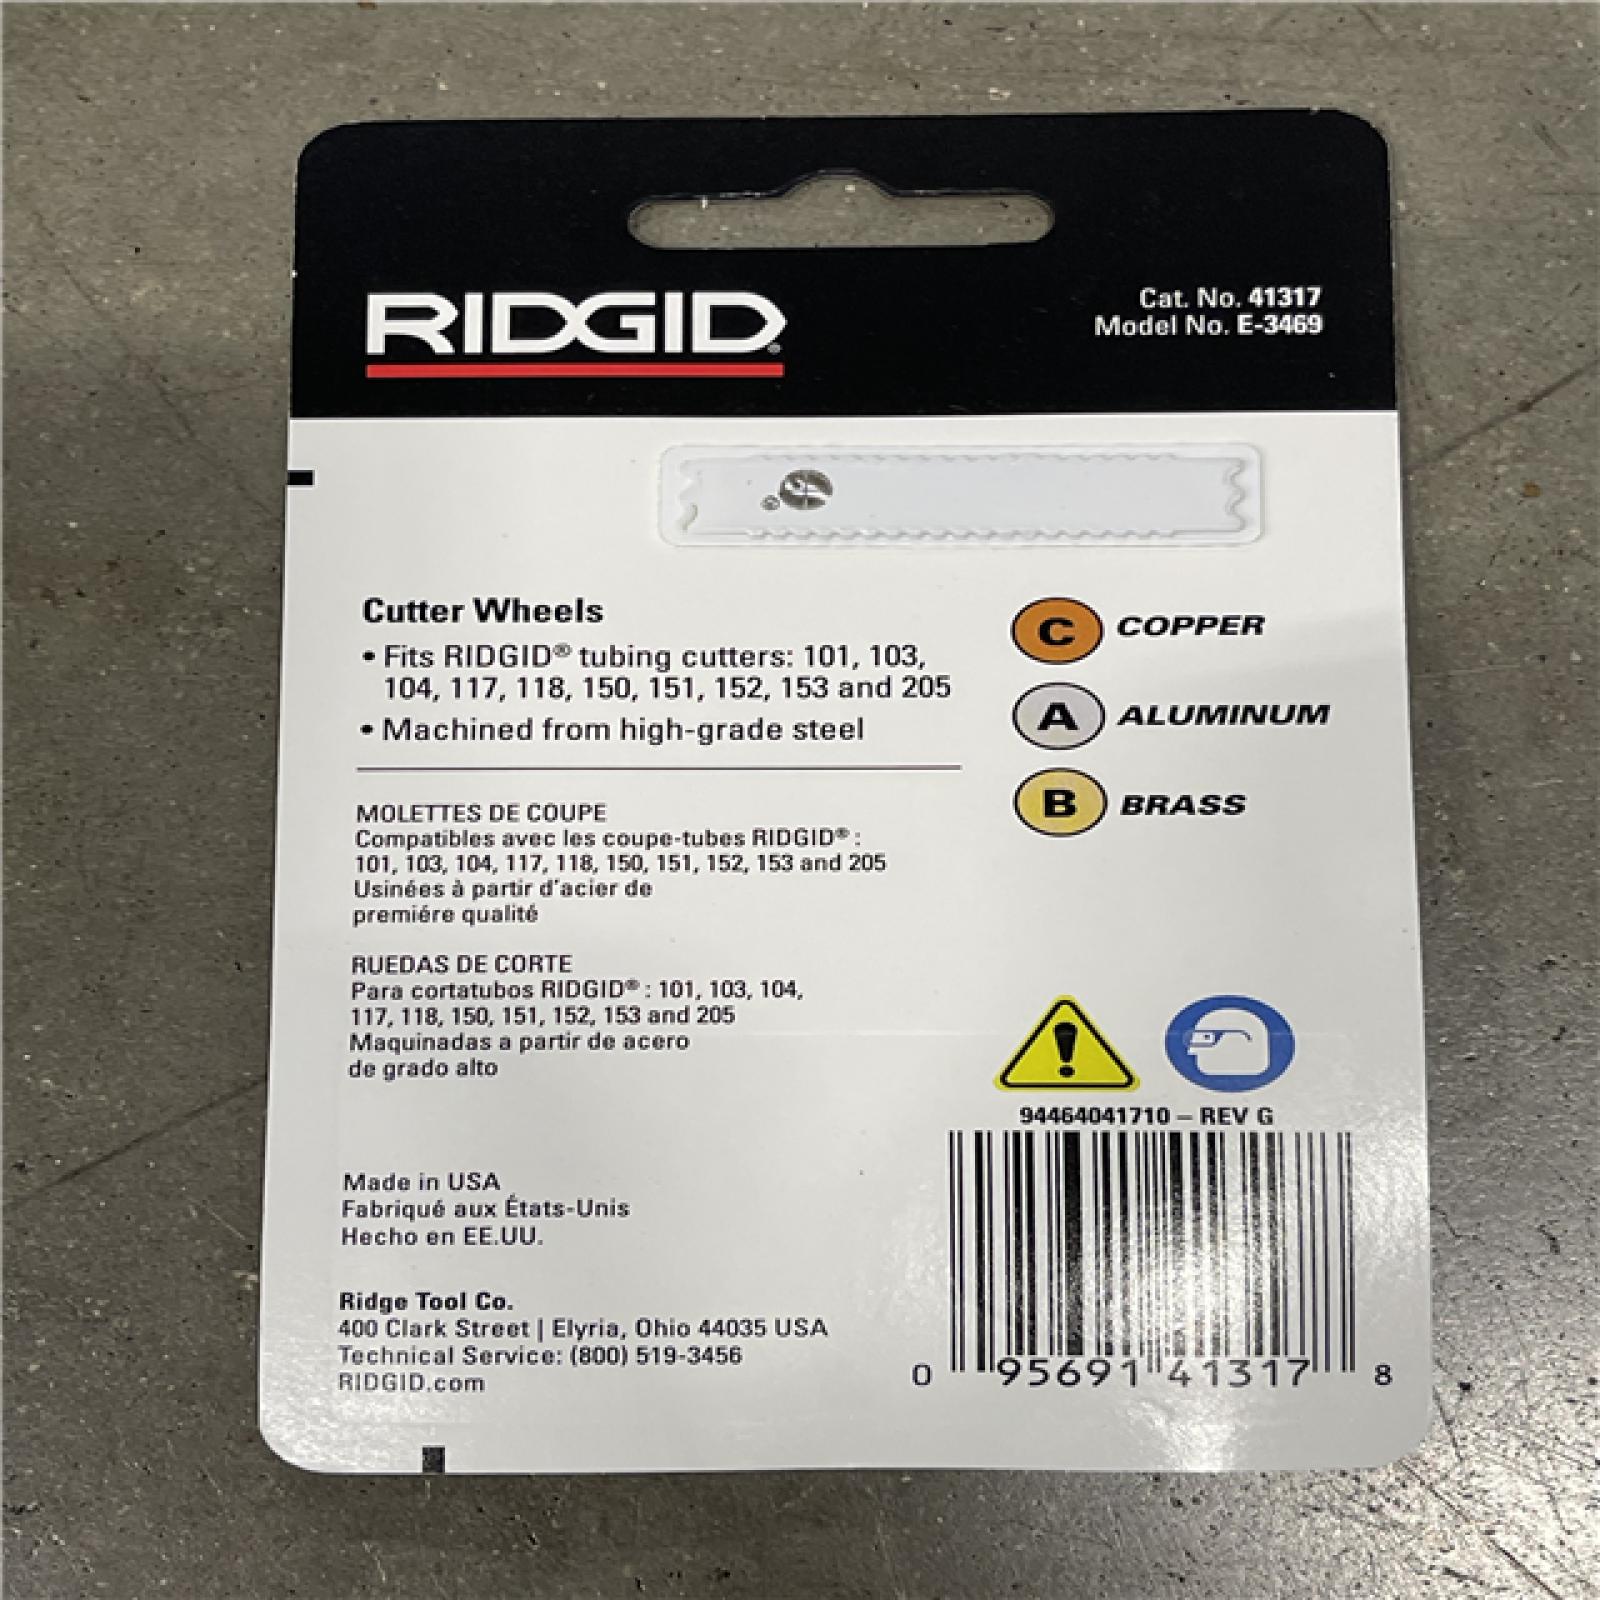 RIDGID®
Cat. No. 41317
Model No. E-3469
Cutter Wheels
• Fits RIDGID® tubing cutters: 101, 103,
104, 117, 118, 150, 151, 152, 153 and 205
• Machined from high-grade steel
C COPPER
A ALUMINUM
B BRASS
MOLETTES DE COUPE
Compatibles avec les coupe-tubes RIDGID® :
101, 103, 104, 117, 118, 150, 151, 152, 153 and 205
Usinées à partir d'acier de
premiére qualité
RUEDAS DE CORTE
Para cortatubos RIDGID® : 101, 103, 104,
117, 118, 150, 151, 152, 153 and 205
Maquinadas a partir de acero
de grado alto
94464041710 – REV G
Made in USA
Fabriqué aux États-Unis
Hecho en EE.UU.
Ridge Tool Co.
400 Clark Street | Elyria, Ohio 44035 USA
Technical Service: (800) 519-3456
RIDGID.com
0 95691 41317 8